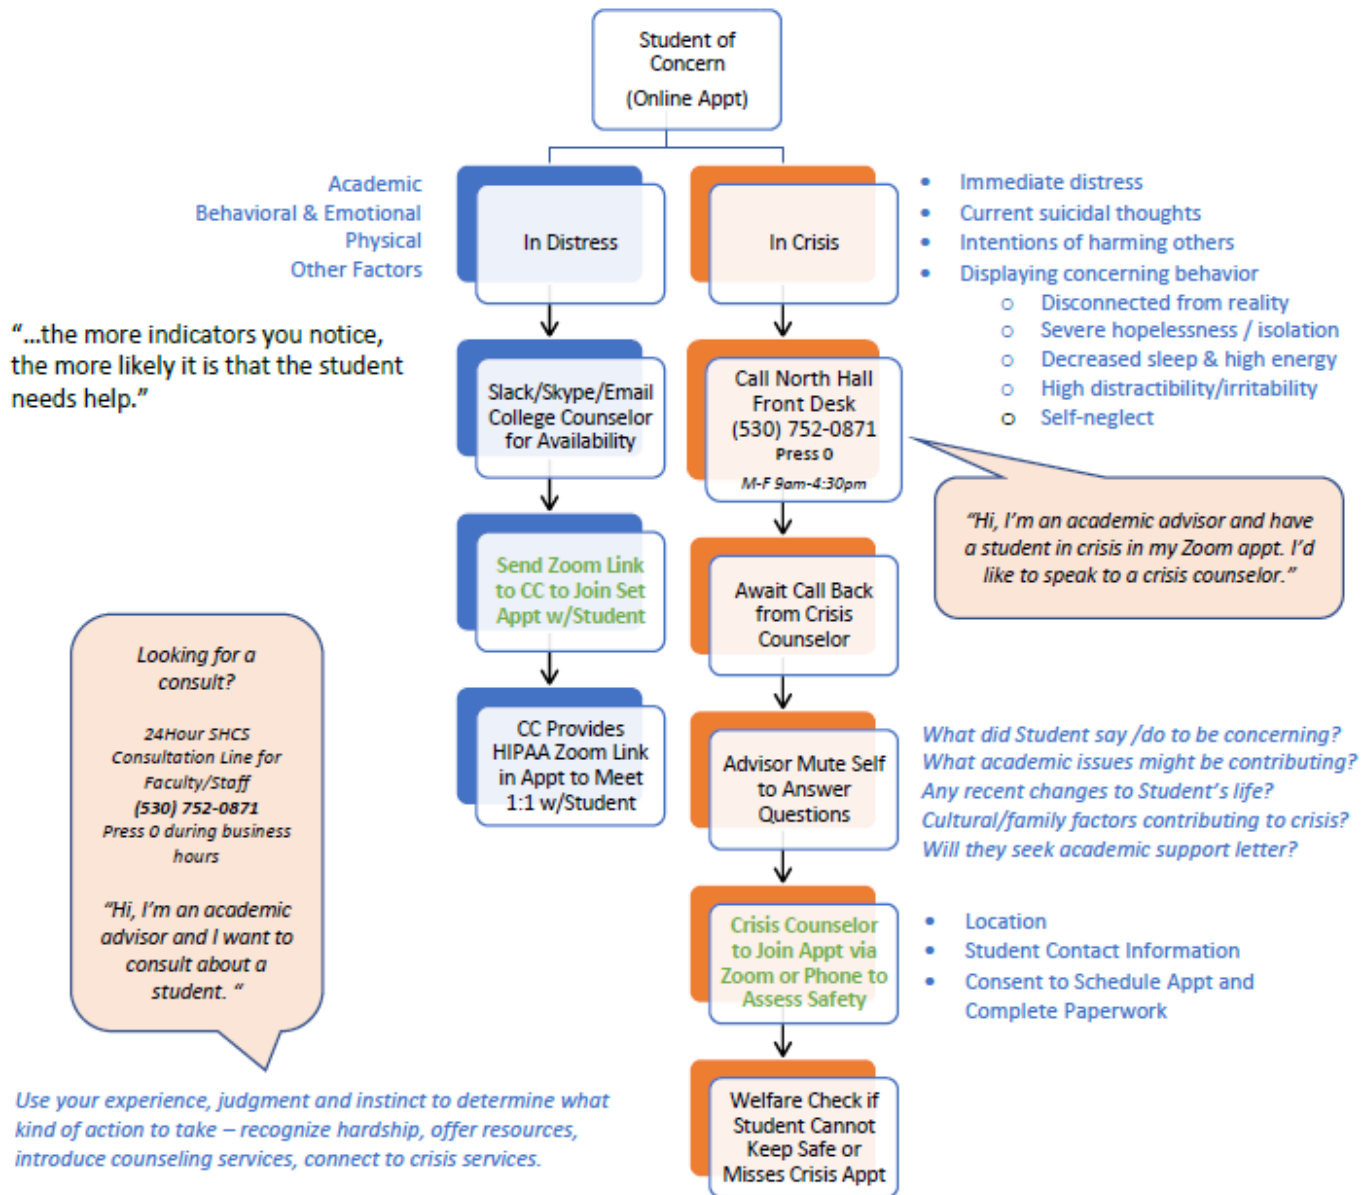 Student of
Concern
(Online Appt)
Academic
Behavioral & Emotional
Physical
Other Factors
In Distress
In Crisis
• Immediate distress
• Current suicidal thoughts
• Intentions of harming others
• Displaying concerning behavior
o Disconnected from reality
o Severe hopelessness / isolation
o Decreased sleep & high energy
o High distractibility/irritability
o Self-neglect
“...the more indicators you notice,
the more likely it is that the student
needs help.”
Slack/Skype/Email
College Counselor
for Availability
Call North Hall
Front Desk
(530) 752-0871
Press 0
M-F 9am-4:30pm
“Hi, I’m an academic advisor and have
a student in crisis in my Zoom appt. I’d
like to speak to a crisis counselor.”
Send Zoom Link
to CC to Join Set
Appt w/Student
Await Call Back
from Crisis
Counselor
Looking for a
consult?
24Hour SHCS
Consultation Line for
Faculty/Staff
(530) 752-0871
Press 0 during business
hours
“Hi, I’m an academic
advisor and I want to
consult about a
student. “
CC Provides
HIPAA Zoom Link
in Appt to Meet
1:1 w/Student
Advisor Mute Self
to Answer
Questions
What did Student say /do to be concerning?
What academic issues might be contributing?
Any recent changes to Student’s life?
Cultural/family factors contributing to crisis?
Will they seek academic support letter?
Crisis Counselor
to Join Appt via
Zoom or Phone to
Assess Safety
• Location
• Student Contact Information
• Consent to Schedule Appt and
Complete Paperwork
Use your experience, judgment and instinct to determine what
kind of action to take – recognize hardship, offer resources,
introduce counseling services, connect to crisis services.
Welfare Check if
Student Cannot
Keep Safe or
Misses Crisis Appt